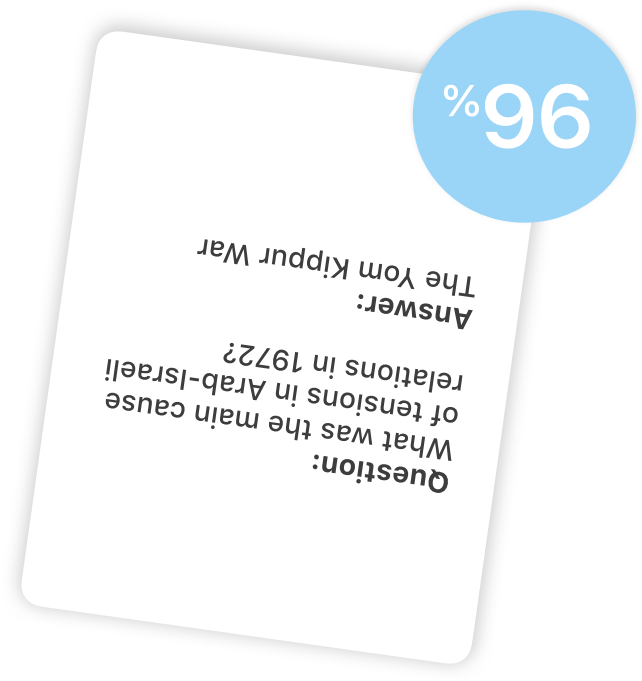 %96
Question:
What was the main cause
of tensions in Arab-Israeli
relations in 1972?
Answer:
The Yom Kippur War